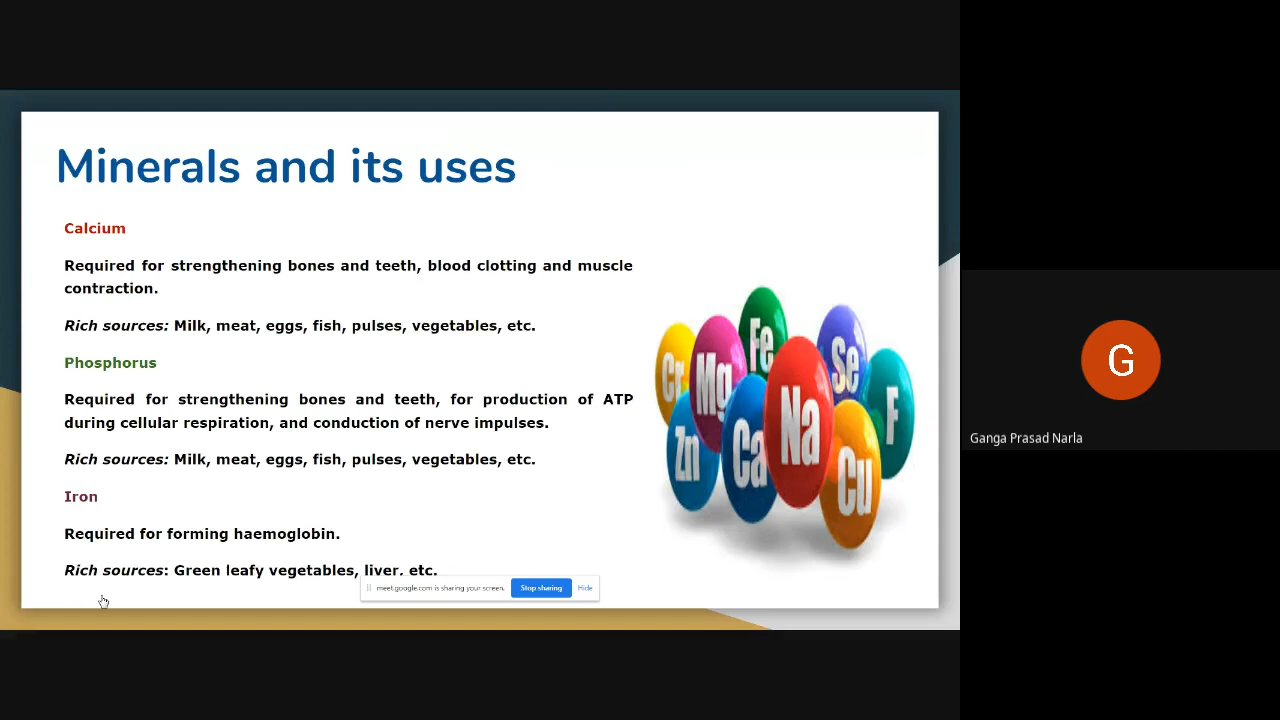 Minerals and its uses
Calcium
Required for strengthening bones and teeth, blood clotting and muscle
contraction.
Rich sources: Milk, meat, eggs, fish, pulses, vegetables, etc.
Phosphorus
Required for strengthening bones and teeth, for production of ATP
during cellular respiration, and conduction of nerve impulses.
Rich sources: Milk, meat, eggs, fish, pulses, vegetables, etc.
Iron
Required for forming haemoglobin.
Rich sources: Green leafy vegetables, liver, etc.
Cr
Mg
Fe
Se
F
Zn
Ca
Na
Cu
meet.google.com is sharing your screen.
Stop sharing
Hide
G
Ganga Prasad Narla